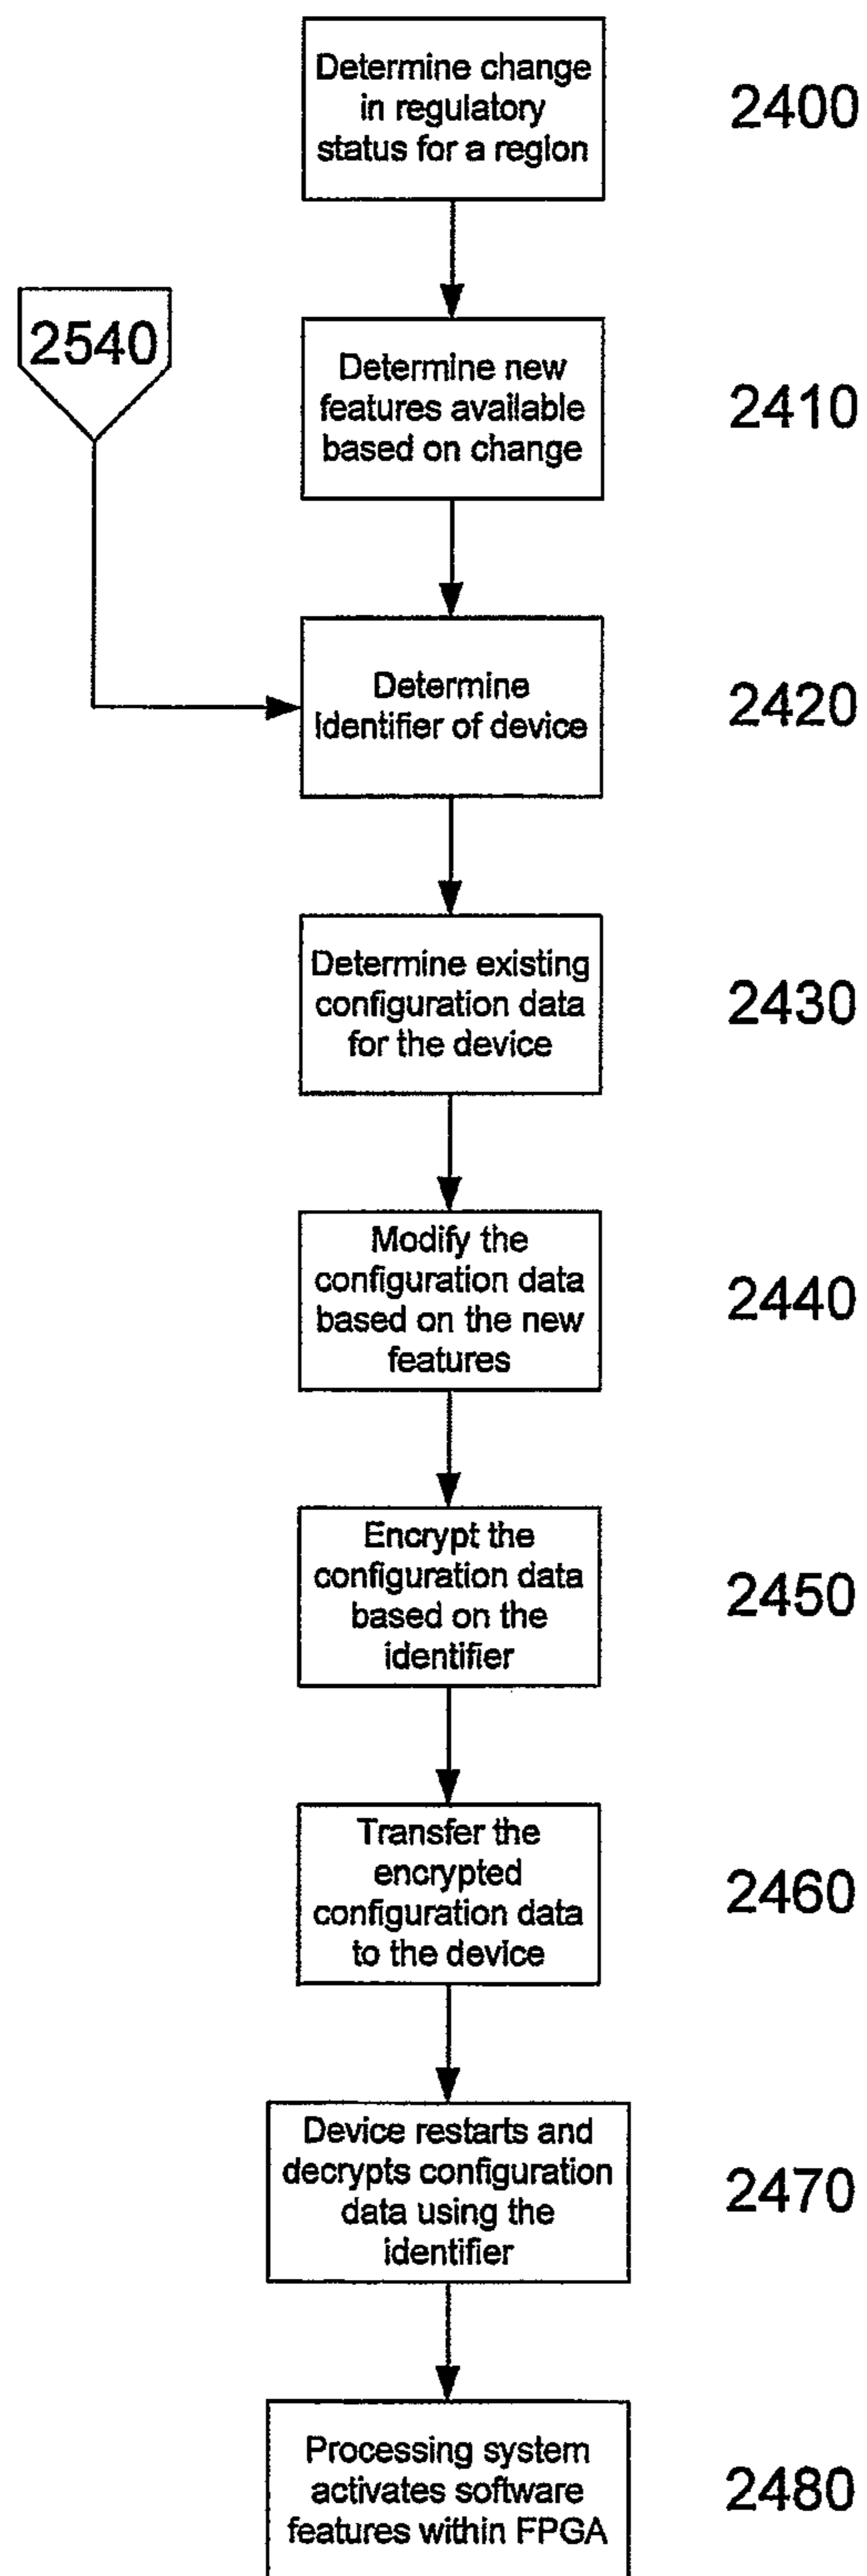 Determine change
in regulatory
status for a region
2400
2540
Determine new
features available
based on change
2410
Determine
identifier of device
2420
Determine existing
configuration data
for the device
2430
Modify the
configuration data
based on the new
features
2440
Encrypt the
configuration data
based on the
identifier
2450
Transfer the
encrypted
configuration data
to the device
2460
Device restarts and
decrypts configuration
data using the
identifier
2470
Processing system
activates software
features within FPGA
2480